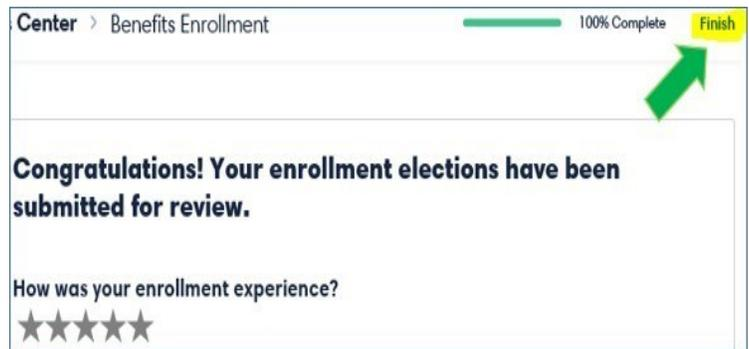 Center > Benefits Enrollment 100% Complete Finish
Congratulations! Your enrollment elections have been
submitted for review.
How was your enrollment experience?